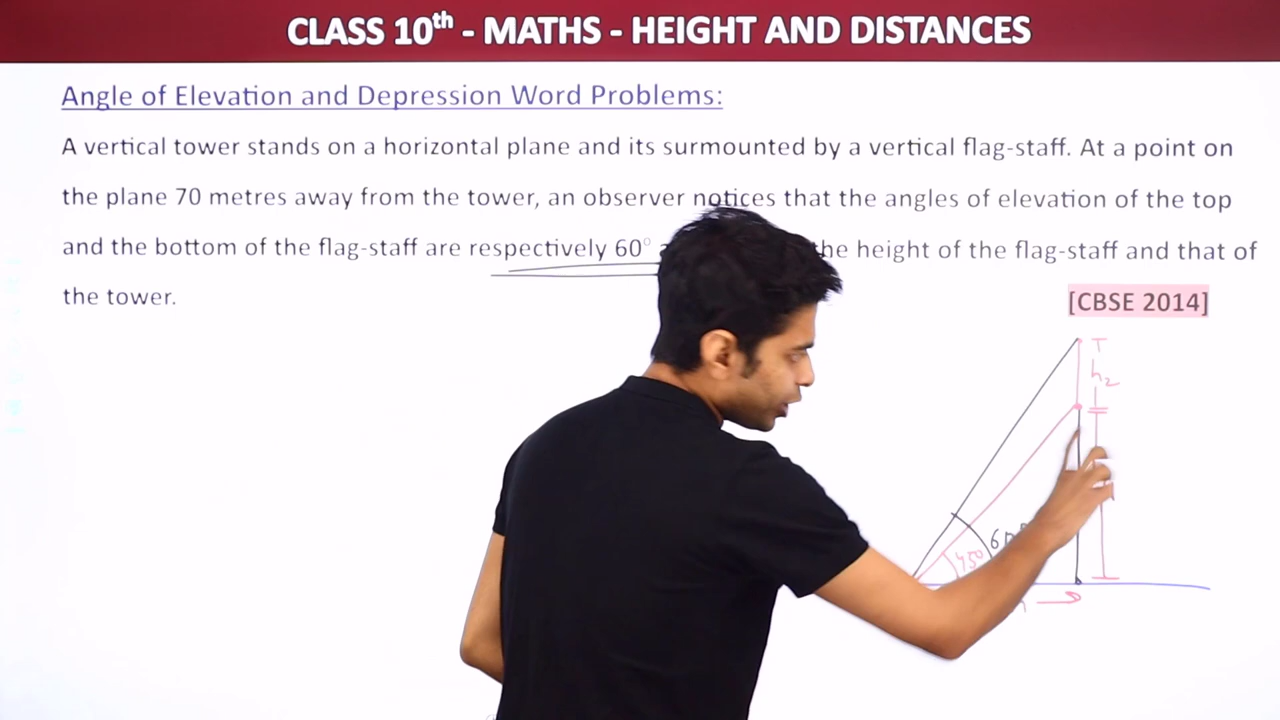 CLASS 10th - MATHS - HEIGHT AND DISTANCES
Angle of Elevation and Depression Word Problems:
A vertical tower stands on a horizontal plane and its surmounted by a vertical flag-staff. At a point on
the plane 70 metres away from the tower, an observer notices that the angles of elevation of the top
and the bottom of the flag-staff are respectively 60° the height of the flag-staff and that of
the tower.
[CBSE 2014]
h2
45°